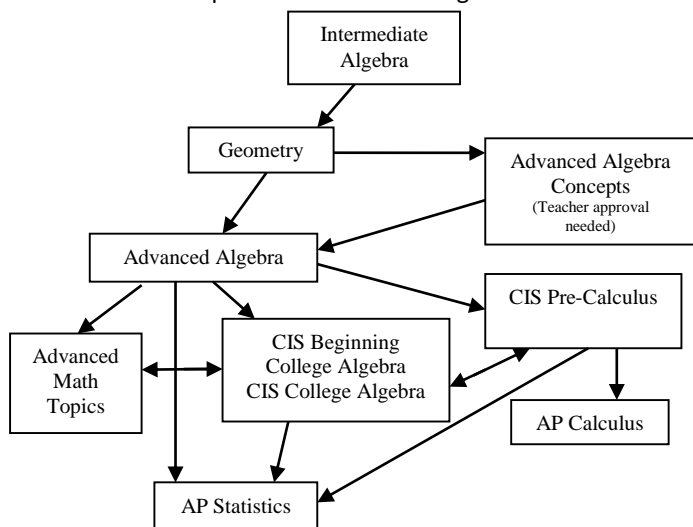 Intermediate
Algebra
Geometry
Advanced Algebra
Concepts
(Teacher approval
needed)
Advanced Algebra
CIS Pre-Calculus
Advanced
Math
Topics
CIS Beginning
College Algebra
CIS College Algebra
AP Calculus
AP Statistics